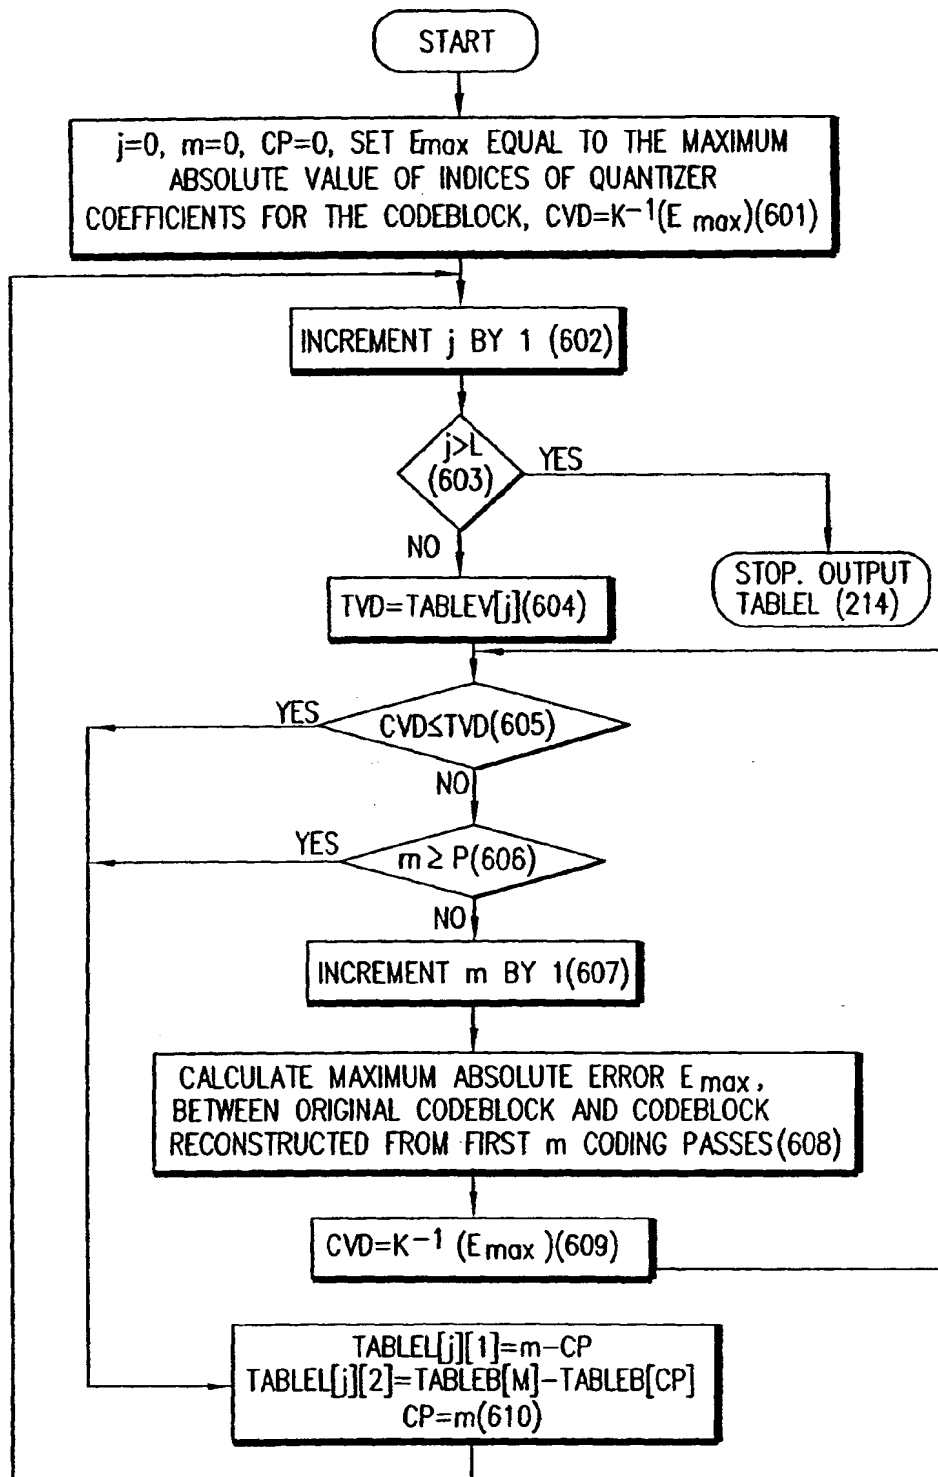 START
j=0, m=0, CP=0, SET Emax EQUAL TO THE MAXIMUM
ABSOLUTE VALUE OF INDICES OF QUANTIZER
COEFFICIENTS FOR THE CODEBLOCK, CVD=K⁻¹(E max)(601)
INCREMENT j BY 1 (602)
j>L
(603)
YES
NO
STOP. OUTPUT
TABLEL (214)
TVD=TABLEV[j](604)
YES
CVD≤TVD(605)
NO
YES
m ≥ P(606)
NO
INCREMENT m BY 1(607)
CALCULATE MAXIMUM ABSOLUTE ERROR E max,
BETWEEN ORIGINAL CODEBLOCK AND CODEBLOCK
RECONSTRUCTED FROM FIRST m CODING PASSES(608)
CVD=K⁻¹ (E max )(609)
TABLEL[j][1]=m-CP
TABLEL[j][2]=TABLEB[M]-TABLEB[CP]
CP=m(610)